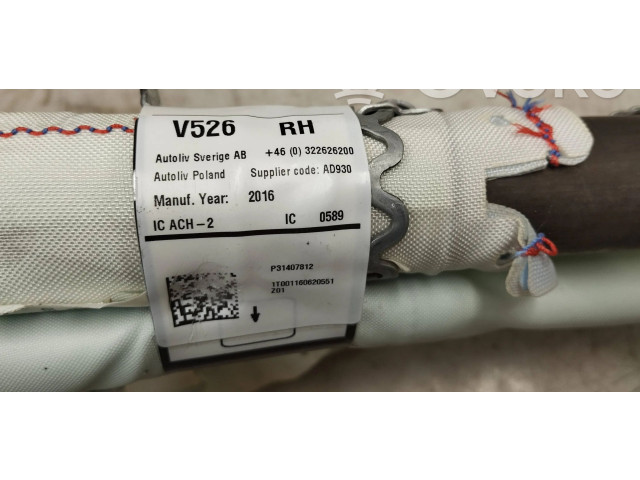 V526 RH
Autoliv Sverige AB +46 (0) 322626200
Autoliv Poland Supplier code: AD930
Manuf. Year: 2016
IC ACH-2 IC 0589
P31407812
1T001160620551
Z01